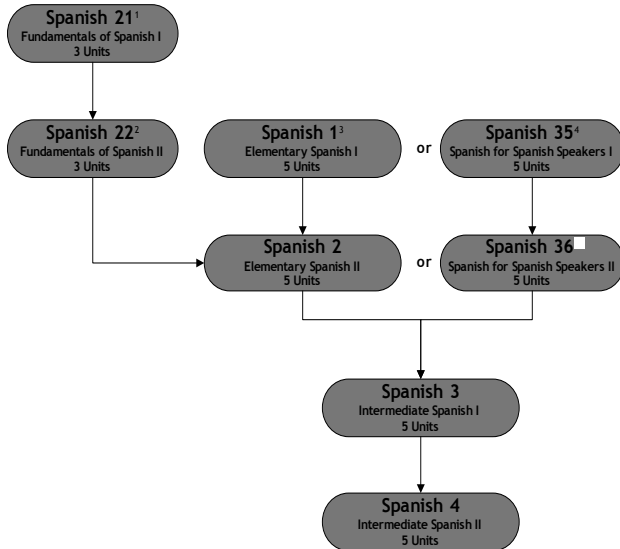 Spanish 21¹
Fundamentals of Spanish I
3 Units
Spanish 22²
Fundamentals of Spanish II
3 Units
Spanish 1³
Elementary Spanish I
5 Units
or
Spanish 35⁴
Spanish for Spanish Speakers I
5 Units
Spanish 2
Elementary Spanish II
5 Units
or
Spanish 36
Spanish for Spanish Speakers II
5 Units
Spanish 3
Intermediate Spanish I
5 Units
Spanish 4
Intermediate Spanish II
5 Units